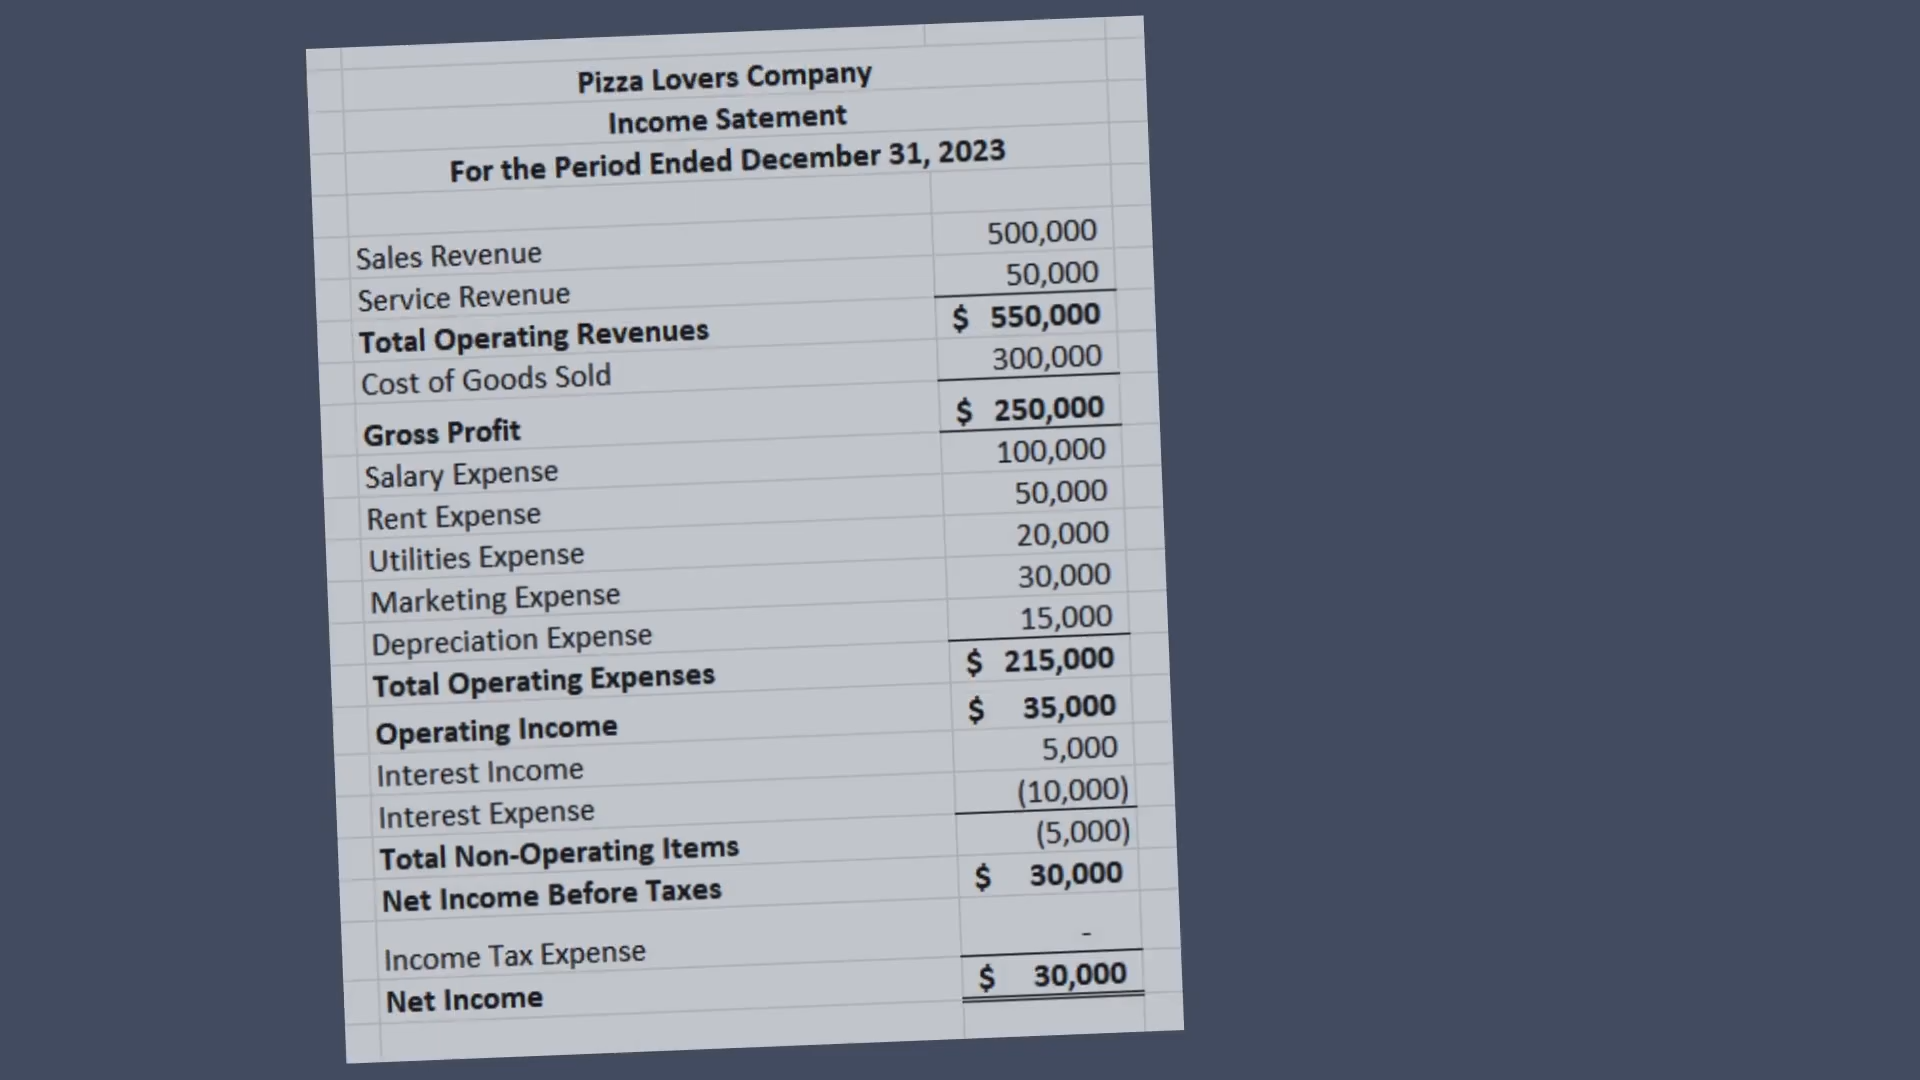 Pizza Lovers Company
Income Satement
For the Period Ended December 31, 2023
Sales Revenue 500,000
Service Revenue 50,000
Total Operating Revenues $ 550,000
Cost of Goods Sold 300,000
Gross Profit $ 250,000
Salary Expense 100,000
Rent Expense 50,000
Utilities Expense 20,000
Marketing Expense 30,000
Depreciation Expense 15,000
Total Operating Expenses $ 215,000
Operating Income $ 35,000
Interest Income 5,000
Interest Expense (10,000)
Total Non-Operating Items (5,000)
Net Income Before Taxes $ 30,000
Income Tax Expense -
Net Income $ 30,000